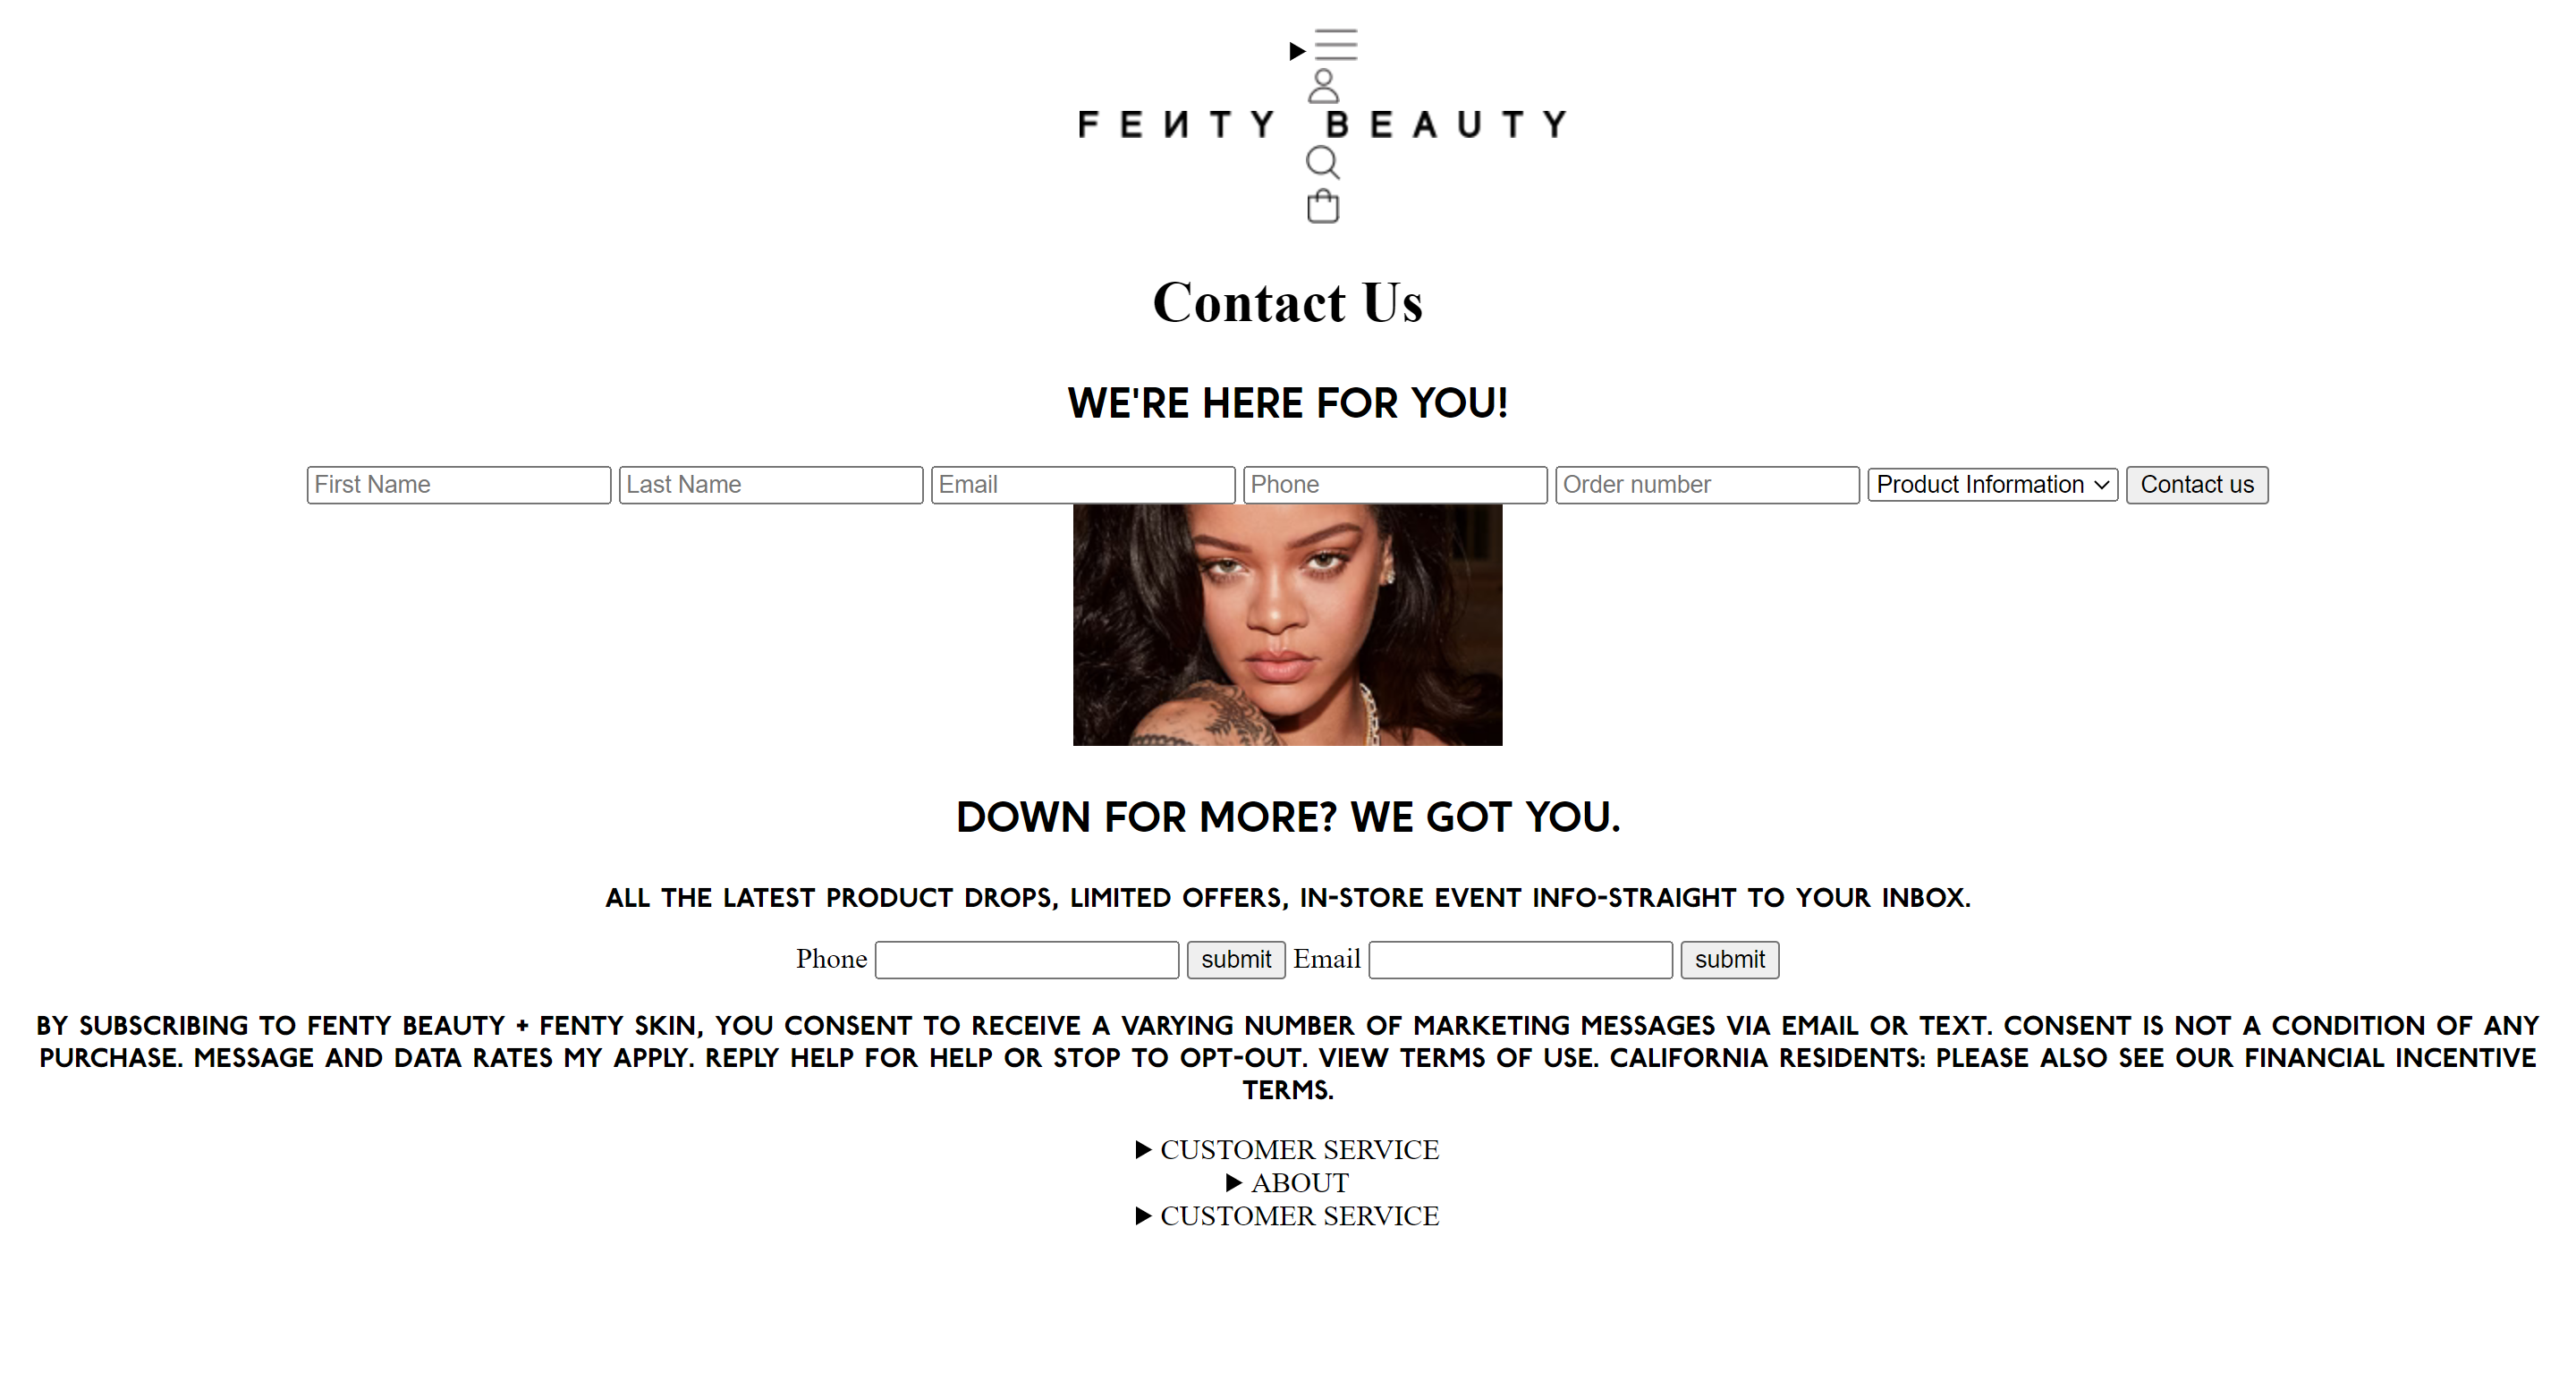 FENTY BEAUTY
Contact Us
WE'RE HERE FOR YOU!
First Name Last Name Email Phone Order number Product Information Contact us
DOWN FOR MORE? WE GOT YOU.
ALL THE LATEST PRODUCT DROPS, LIMITED OFFERS, IN-STORE EVENT INFO-STRAIGHT TO YOUR INBOX.
Phone submit Email submit
BY SUBSCRIBING TO FENTY BEAUTY + FENTY SKIN, YOU CONSENT TO RECEIVE A VARYING NUMBER OF MARKETING MESSAGES VIA EMAIL OR TEXT. CONSENT IS NOT A CONDITION OF ANY
PURCHASE. MESSAGE AND DATA RATES MY APPLY. REPLY HELP FOR HELP OR STOP TO OPT-OUT. VIEW TERMS OF USE. CALIFORNIA RESIDENTS: PLEASE ALSO SEE OUR FINANCIAL INCENTIVE
TERMS.
CUSTOMER SERVICE
ABOUT
CUSTOMER SERVICE